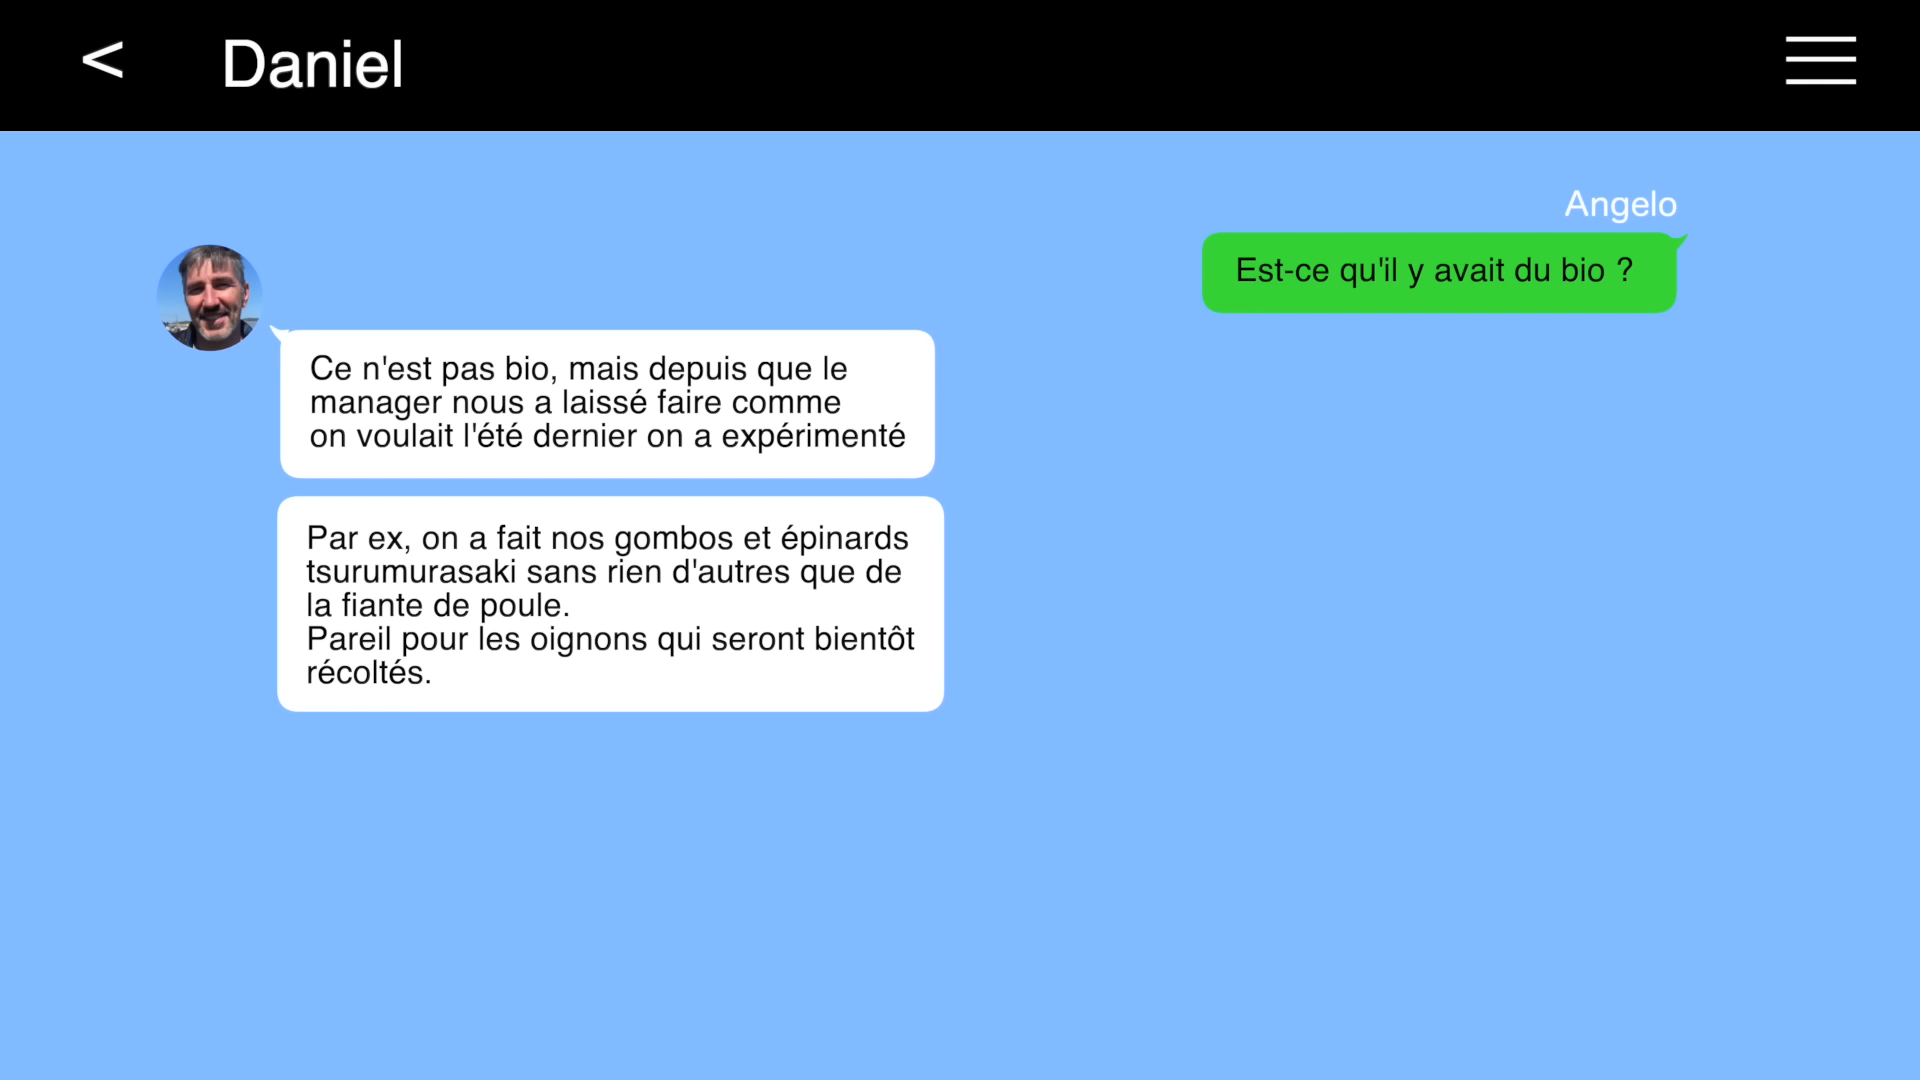 < Daniel
Angelo
Est-ce qu'il y avait du bio ?
Ce n'est pas bio, mais depuis que le
manager nous a laissé faire comme
on voulait l'été dernier on a expérimenté
Par ex, on a fait nos gombos et épinards
tsurumurasaki sans rien d'autres que de
la fiante de poule.
Pareil pour les oignons qui seront bientôt
récoltés.